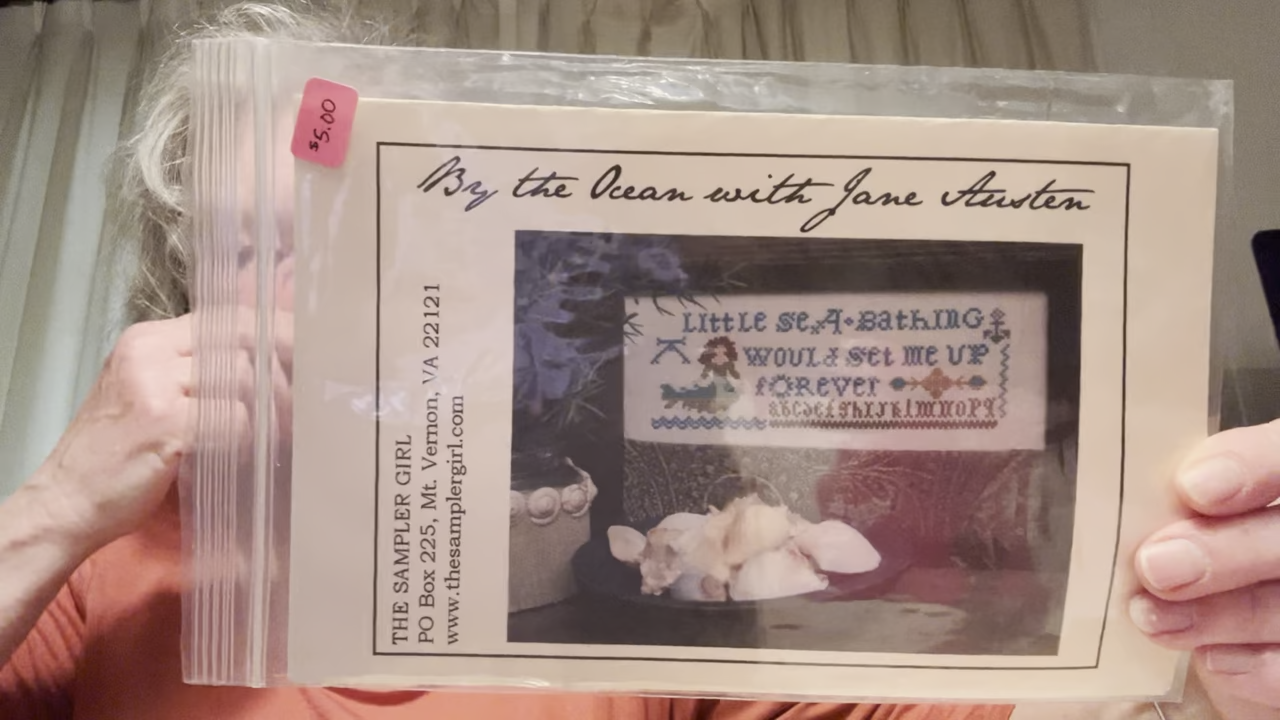 $5.00
By the Ocean with Jane Austen
THE SAMPLER GIRL
PO Box 225, Mt. Vernon, VA 22121
www.thesamplergirl.com
LittLe seA·BathING
WOULd set me UP
fORever
abcdefghIJklmNoPq